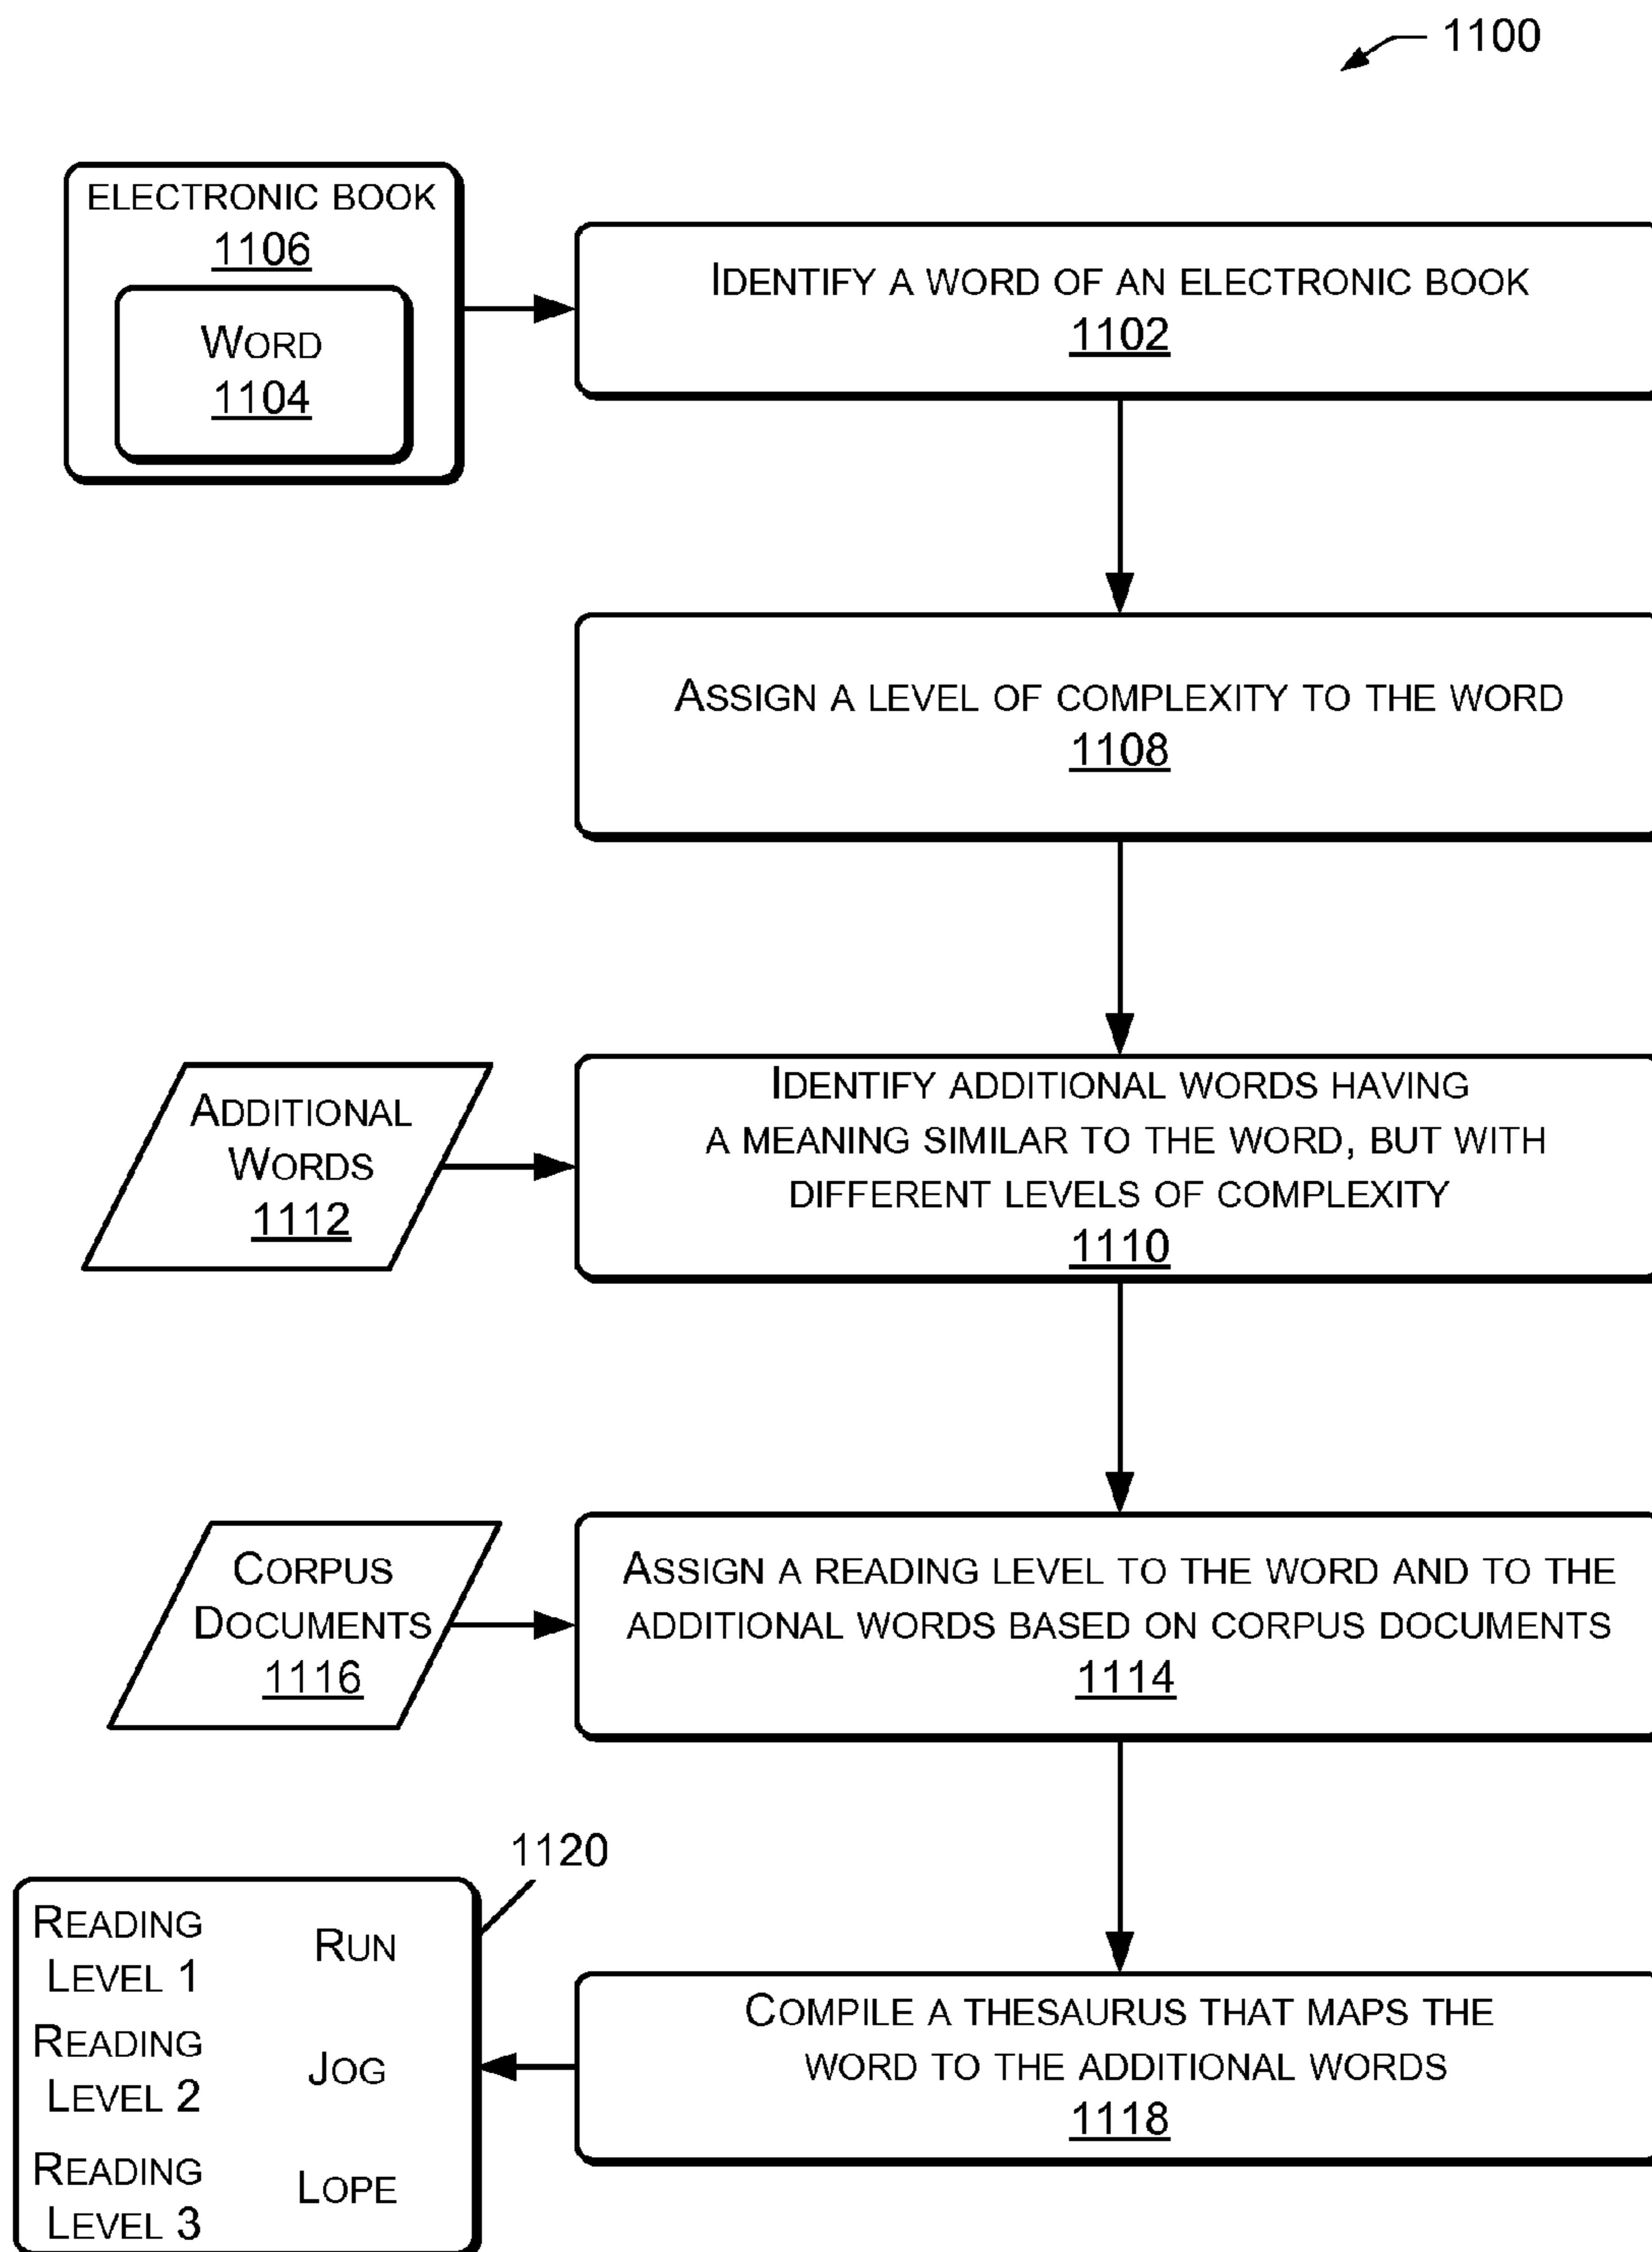 1100
ELECTRONIC BOOK
1106
WORD
1104
IDENTIFY A WORD OF AN ELECTRONIC BOOK
1102
ASSIGN A LEVEL OF COMPLEXITY TO THE WORD
1108
ADDITIONAL
WORDS
1112
IDENTIFY ADDITIONAL WORDS HAVING
A MEANING SIMILAR TO THE WORD, BUT WITH
DIFFERENT LEVELS OF COMPLEXITY
1110
CORPUS
DOCUMENTS
1116
ASSIGN A READING LEVEL TO THE WORD AND TO THE
ADDITIONAL WORDS BASED ON CORPUS DOCUMENTS
1114
1120
READING
LEVEL 1
RUN
READING
LEVEL 2
JOG
READING
LEVEL 3
LOPE
COMPILE A THESAURUS THAT MAPS THE
WORD TO THE ADDITIONAL WORDS
1118